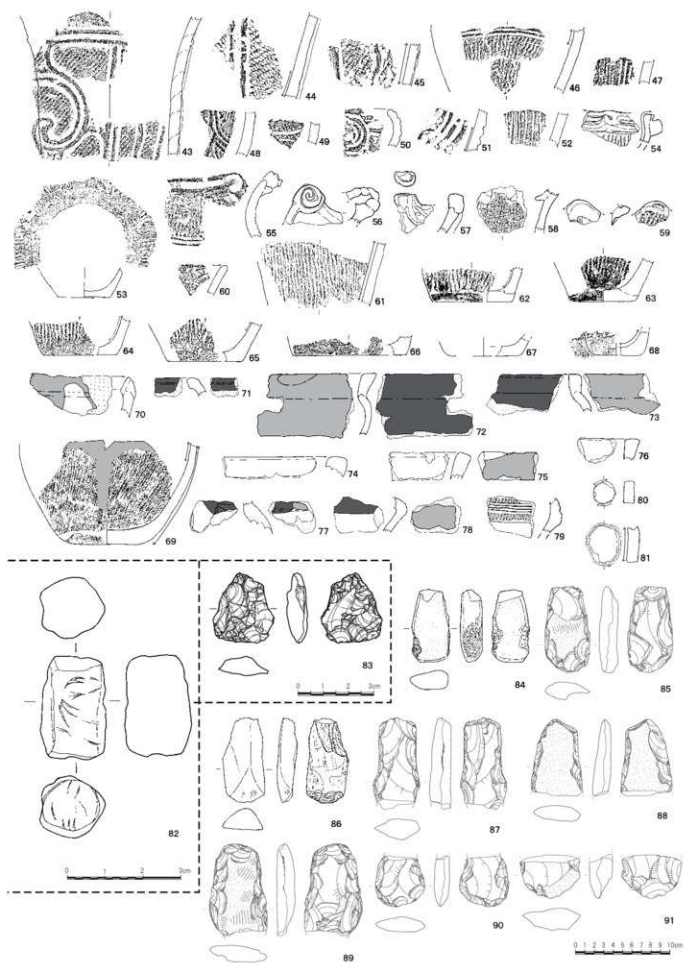 43 44 45 46 47
48 49 50 51 52 54
53 55 56 57 58 59
60 61 62 63
64 65 66 67 68
70 71 72 73
69 74 75 76
77 78 79 80
81
82 83 84 85
0 1 2 3cm
86 87 88
0 1 2 3cm
89 90 91
0 1 2 3 4 5 6 7 8 9 10cm